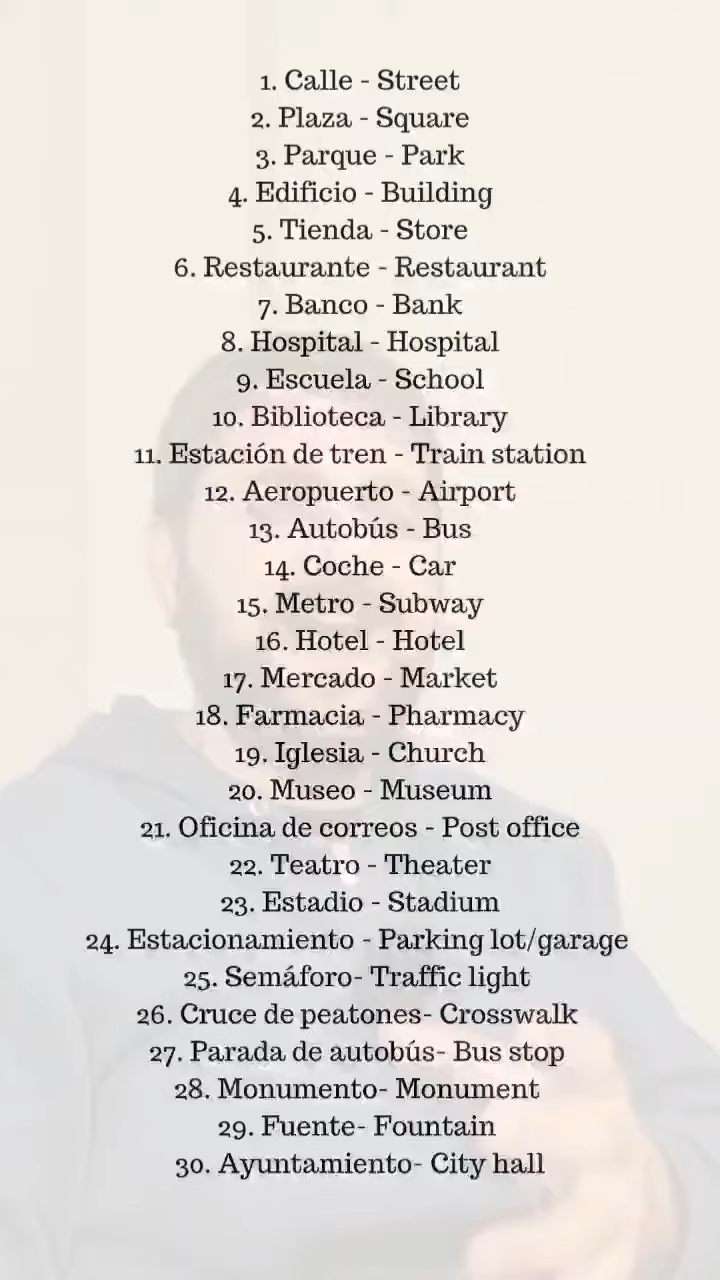 1. Calle - Street
2. Plaza - Square
3. Parque - Park
4. Edificio - Building
5. Tienda - Store
6. Restaurante - Restaurant
7. Banco - Bank
8. Hospital - Hospital
9. Escuela - School
10. Biblioteca - Library
11. Estación de tren - Train station
12. Aeropuerto - Airport
13. Autobús - Bus
14. Coche - Car
15. Metro - Subway
16. Hotel - Hotel
17. Mercado - Market
18. Farmacia - Pharmacy
19. Iglesia - Church
20. Museo - Museum
21. Oficina de correos - Post office
22. Teatro - Theater
23. Estadio - Stadium
24. Estacionamiento - Parking lot/garage
25. Semáforo- Traffic light
26. Cruce de peatones- Crosswalk
27. Parada de autobús- Bus stop
28. Monumento- Monument
29. Fuente- Fountain
30. Ayuntamiento- City hall